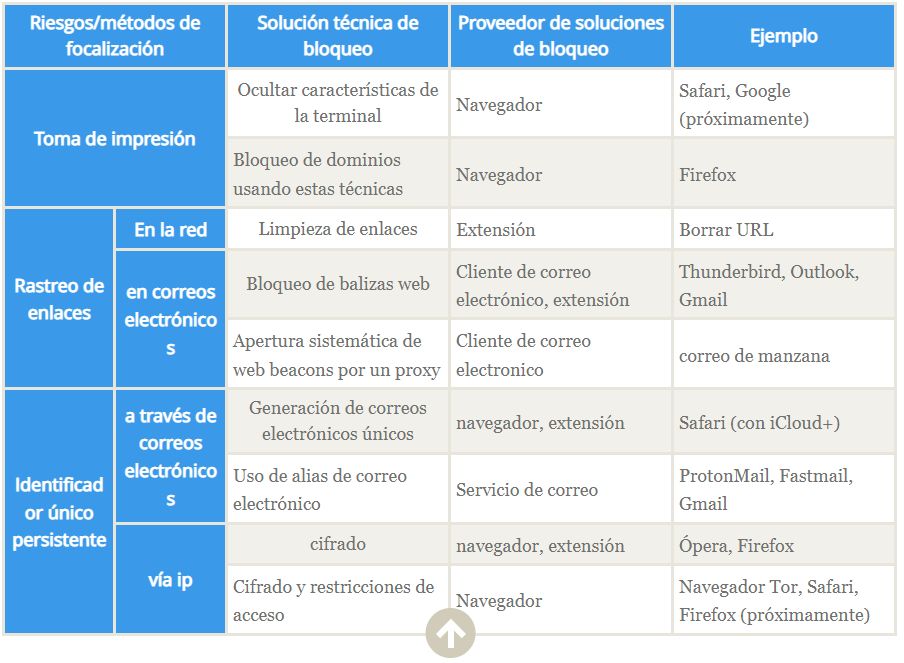 Riesgos/métodos de
focalización
Solución técnica de
bloqueo
Proveedor de soluciones
de bloqueo
Ejemplo
Toma de impresión
Ocultar características de
la terminal
Navegador
Safari, Google
(próximamente)
Bloqueo de dominios
usando estas técnicas
Navegador
Firefox
Rastreo de
enlaces
En la red
Limpieza de enlaces
Extensión
Borrar URL
en correos
electrónico
s
Bloqueo de balizas web
Cliente de correo
electrónico, extensión
Thunderbird, Outlook,
Gmail
Apertura sistemática de
web beacons por un proxy
Cliente de correo
electronico
correo de manzana
Identificad
or único
persistente
a través de
correos
electrónico
s
Generación de correos
electrónicos únicos
navegador, extensión
Safari (con iCloud+)
Uso de alias de correo
electrónico
Servicio de correo
ProtonMail, Fastmail,
Gmail
vía ip
cifrado
navegador, extensión
Ópera, Firefox
Cifrado y restricciones de
acceso
Navegador
Navegador Tor, Safari,
Firefox (próximamente)